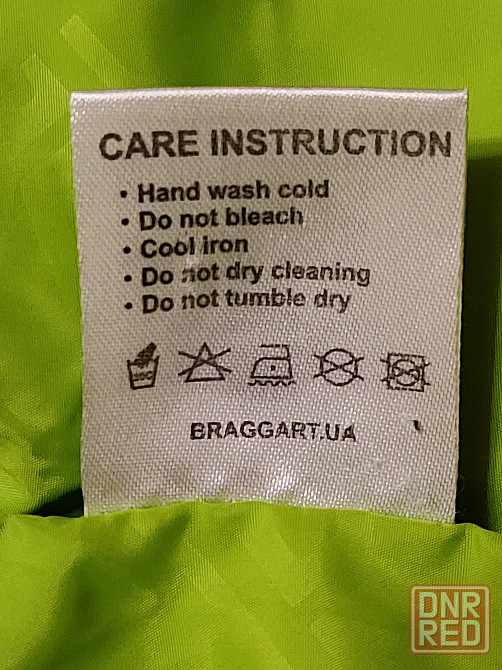 CARE INSTRUCTION
• Hand wash cold
• Do not bleach
• Cool iron
• Do not dry cleaning
• Do not tumble dry
BRAGGART.UA
DNR
RED